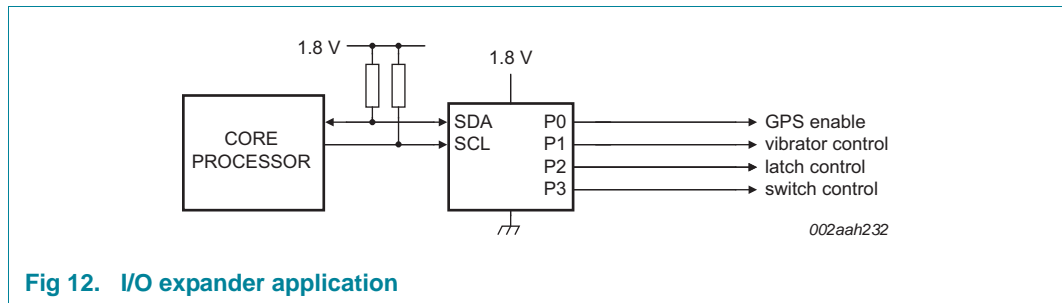 1.8 V
1.8 V
CORE
PROCESSOR
SDA
SCL
P0
P1
P2
P3
GPS enable
vibrator control
latch control
switch control
002aah232
Fig 12. I/O expander application